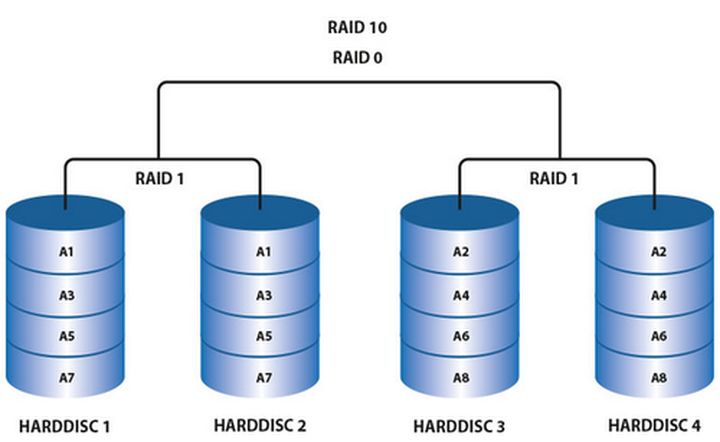 RAID 10
RAID 0
RAID 1 RAID 1
A1 A1 A2 A2
A3 A3 A4 A4
A5 A5 A6 A6
A7 A7 A8 A8
HARDDISC 1 HARDDISC 2 HARDDISC 3 HARDDISC 4